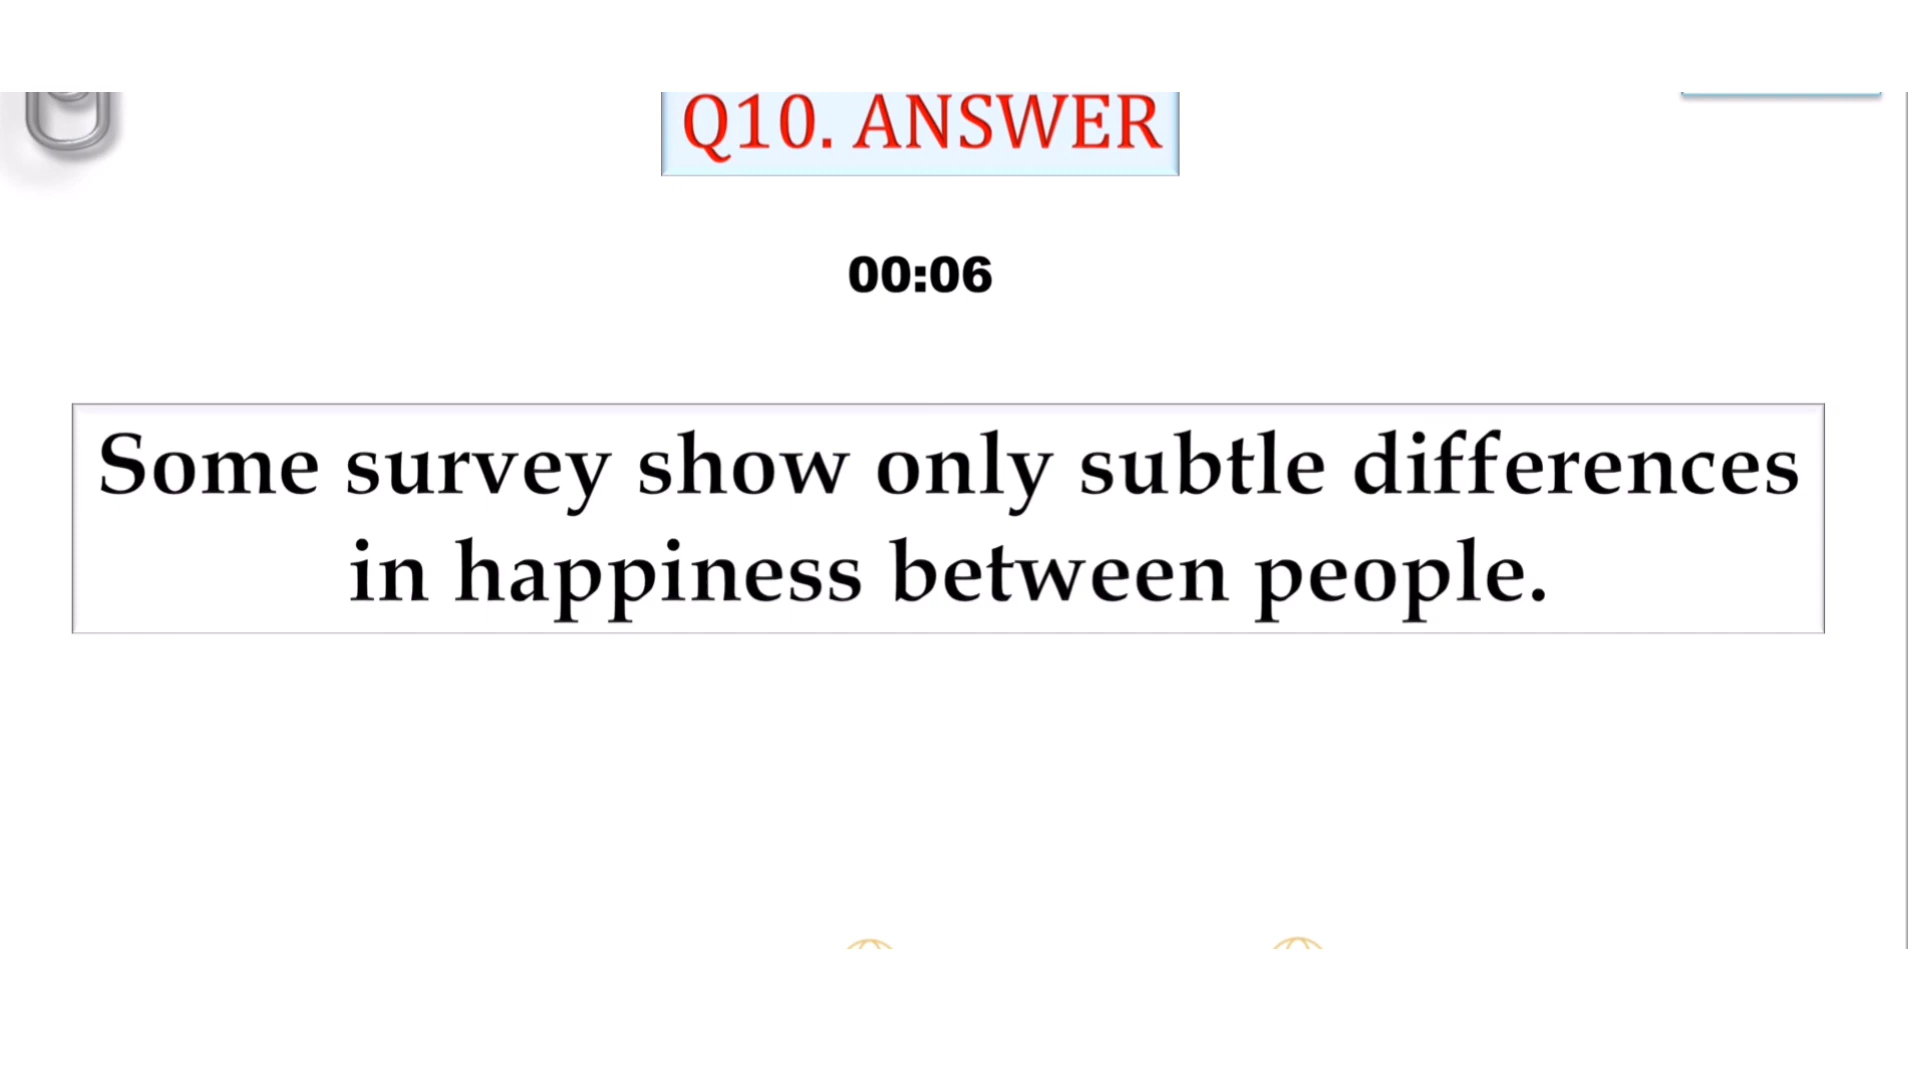 Q10. ANSWER
00:06
Some survey show only subtle differences
in happiness between people.